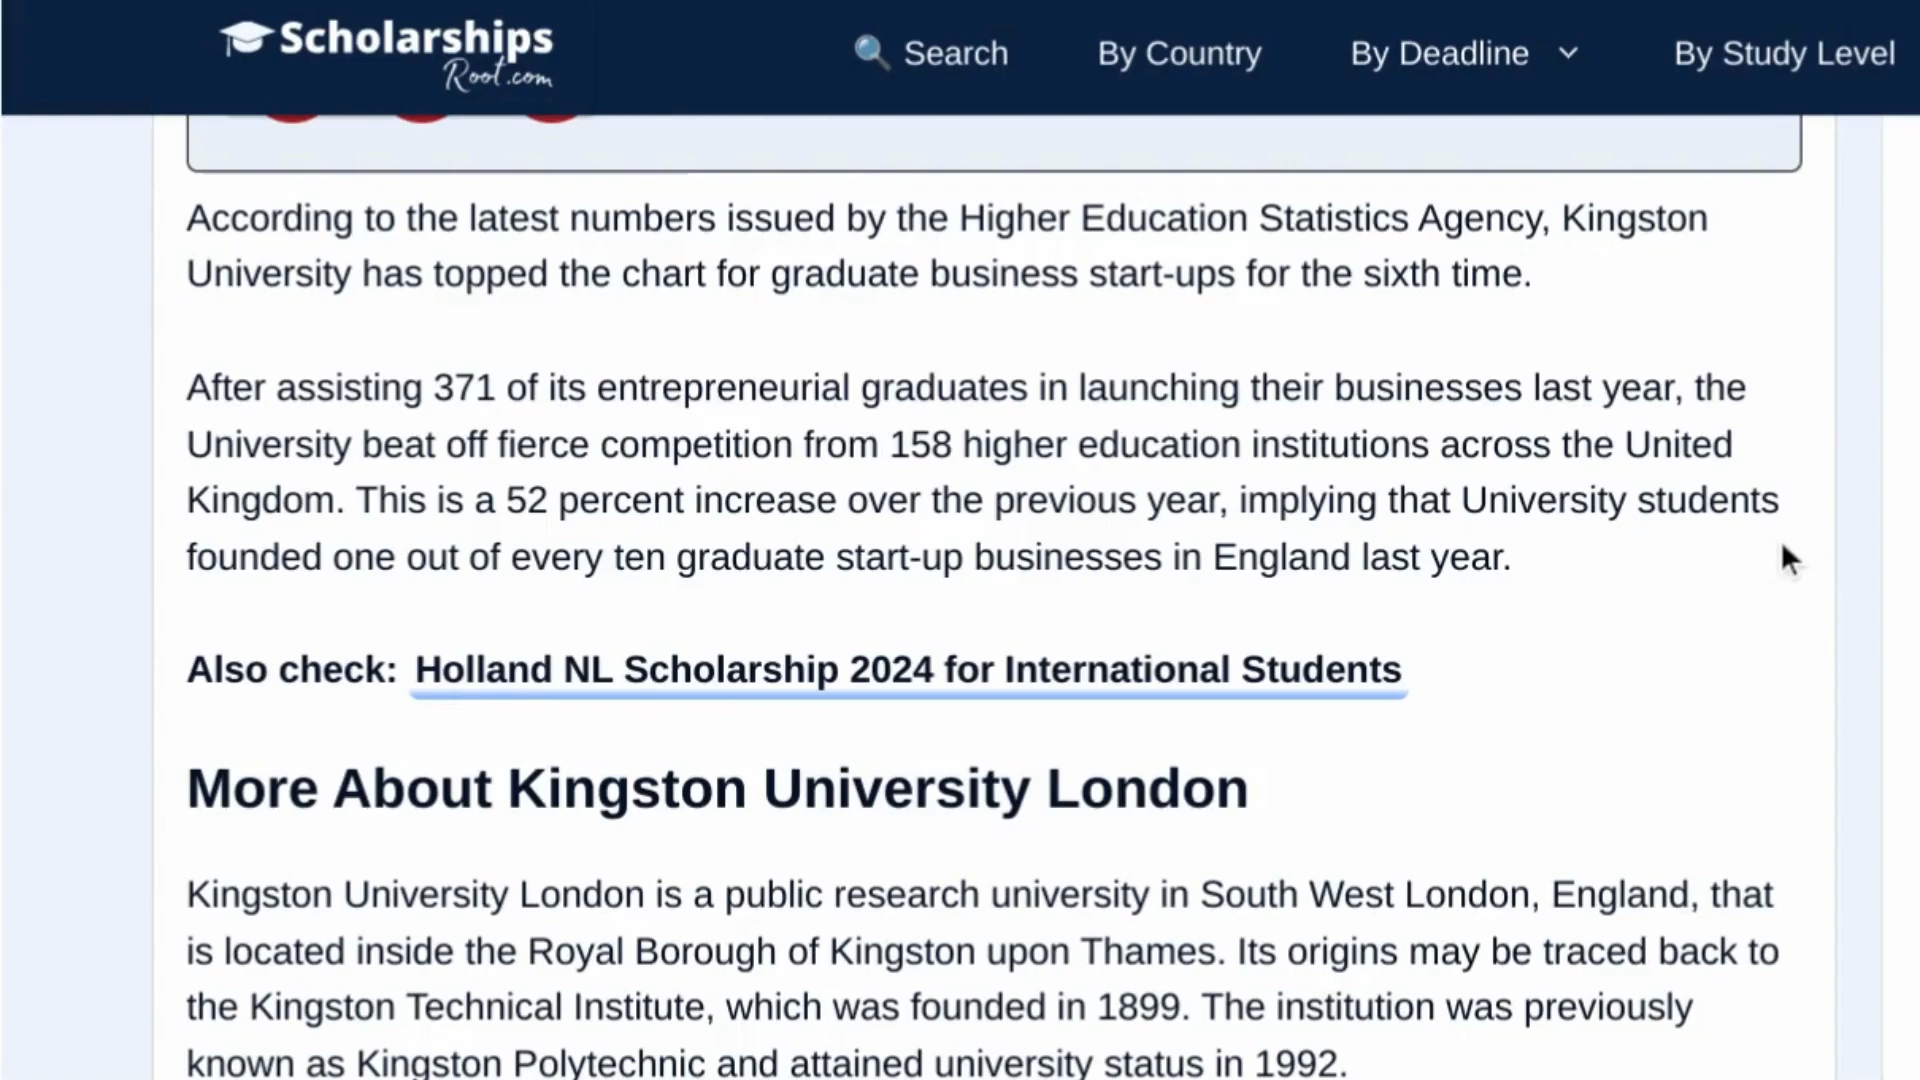 Scholarships
Root.com
Search
By Country
By Deadline
By Study Level
According to the latest numbers issued by the Higher Education Statistics Agency, Kingston
University has topped the chart for graduate business start-ups for the sixth time.
After assisting 371 of its entrepreneurial graduates in launching their businesses last year, the
University beat off fierce competition from 158 higher education institutions across the United
Kingdom. This is a 52 percent increase over the previous year, implying that University students
founded one out of every ten graduate start-up businesses in England last year.
Also check: Holland NL Scholarship 2024 for International Students
More About Kingston University London
Kingston University London is a public research university in South West London, England, that
is located inside the Royal Borough of Kingston upon Thames. Its origins may be traced back to
the Kingston Technical Institute, which was founded in 1899. The institution was previously
known as Kingston Polytechnic and attained university status in 1992.